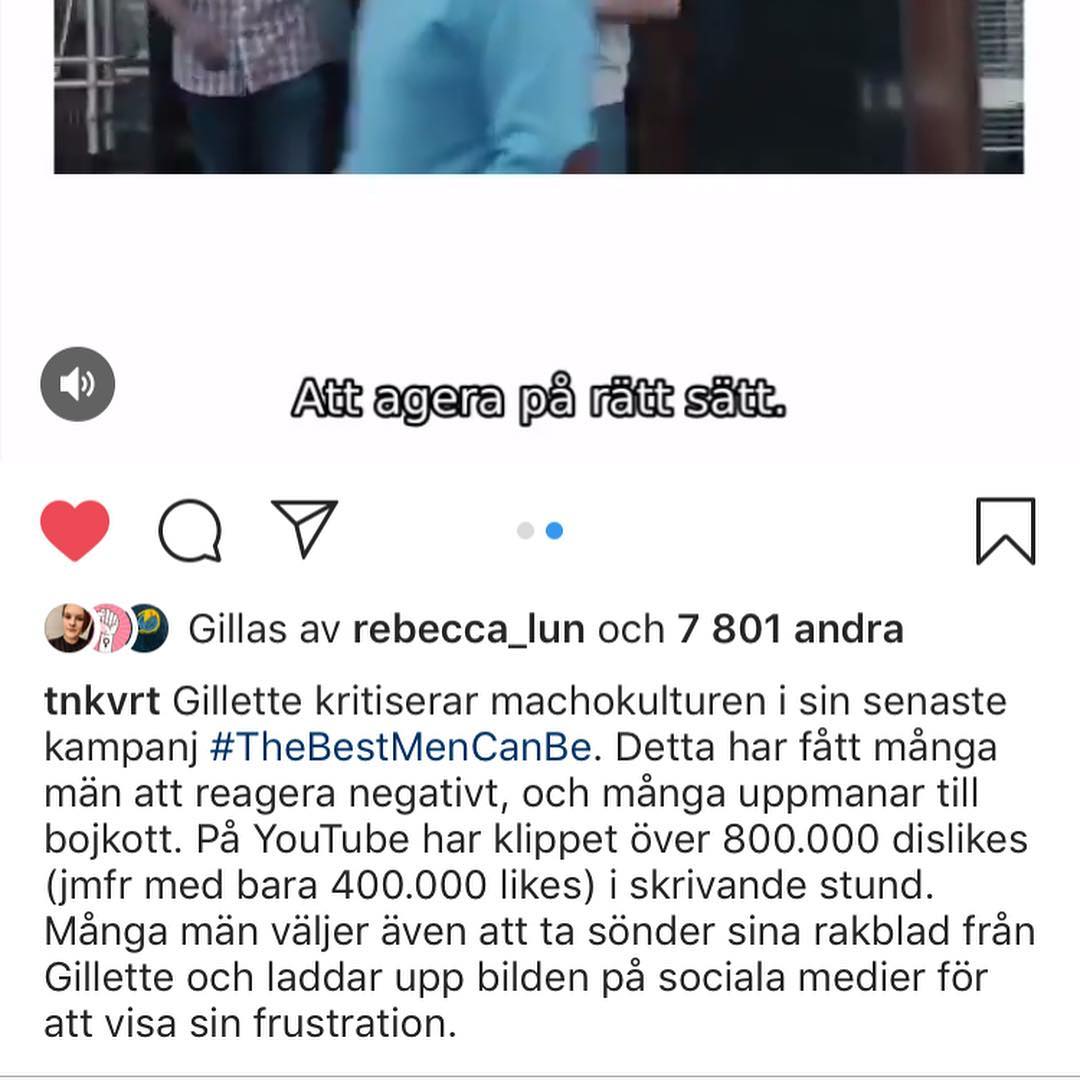 Att agera på rätt sätt.
Gillas av rebecca_lun och 7 801 andra
tnkvrt Gillette kritiserar machokulturen i sin senaste
kampanj #TheBestMenCanBe. Detta har fått många
män att reagera negativt, och många uppmanar till
bojkott. På YouTube har klippet över 800.000 dislikes
(jmfr med bara 400.000 likes) i skrivande stund.
Många män väljer även att ta sönder sina rakblad från
Gillette och laddar upp bilden på sociala medier för
att visa sin frustration.